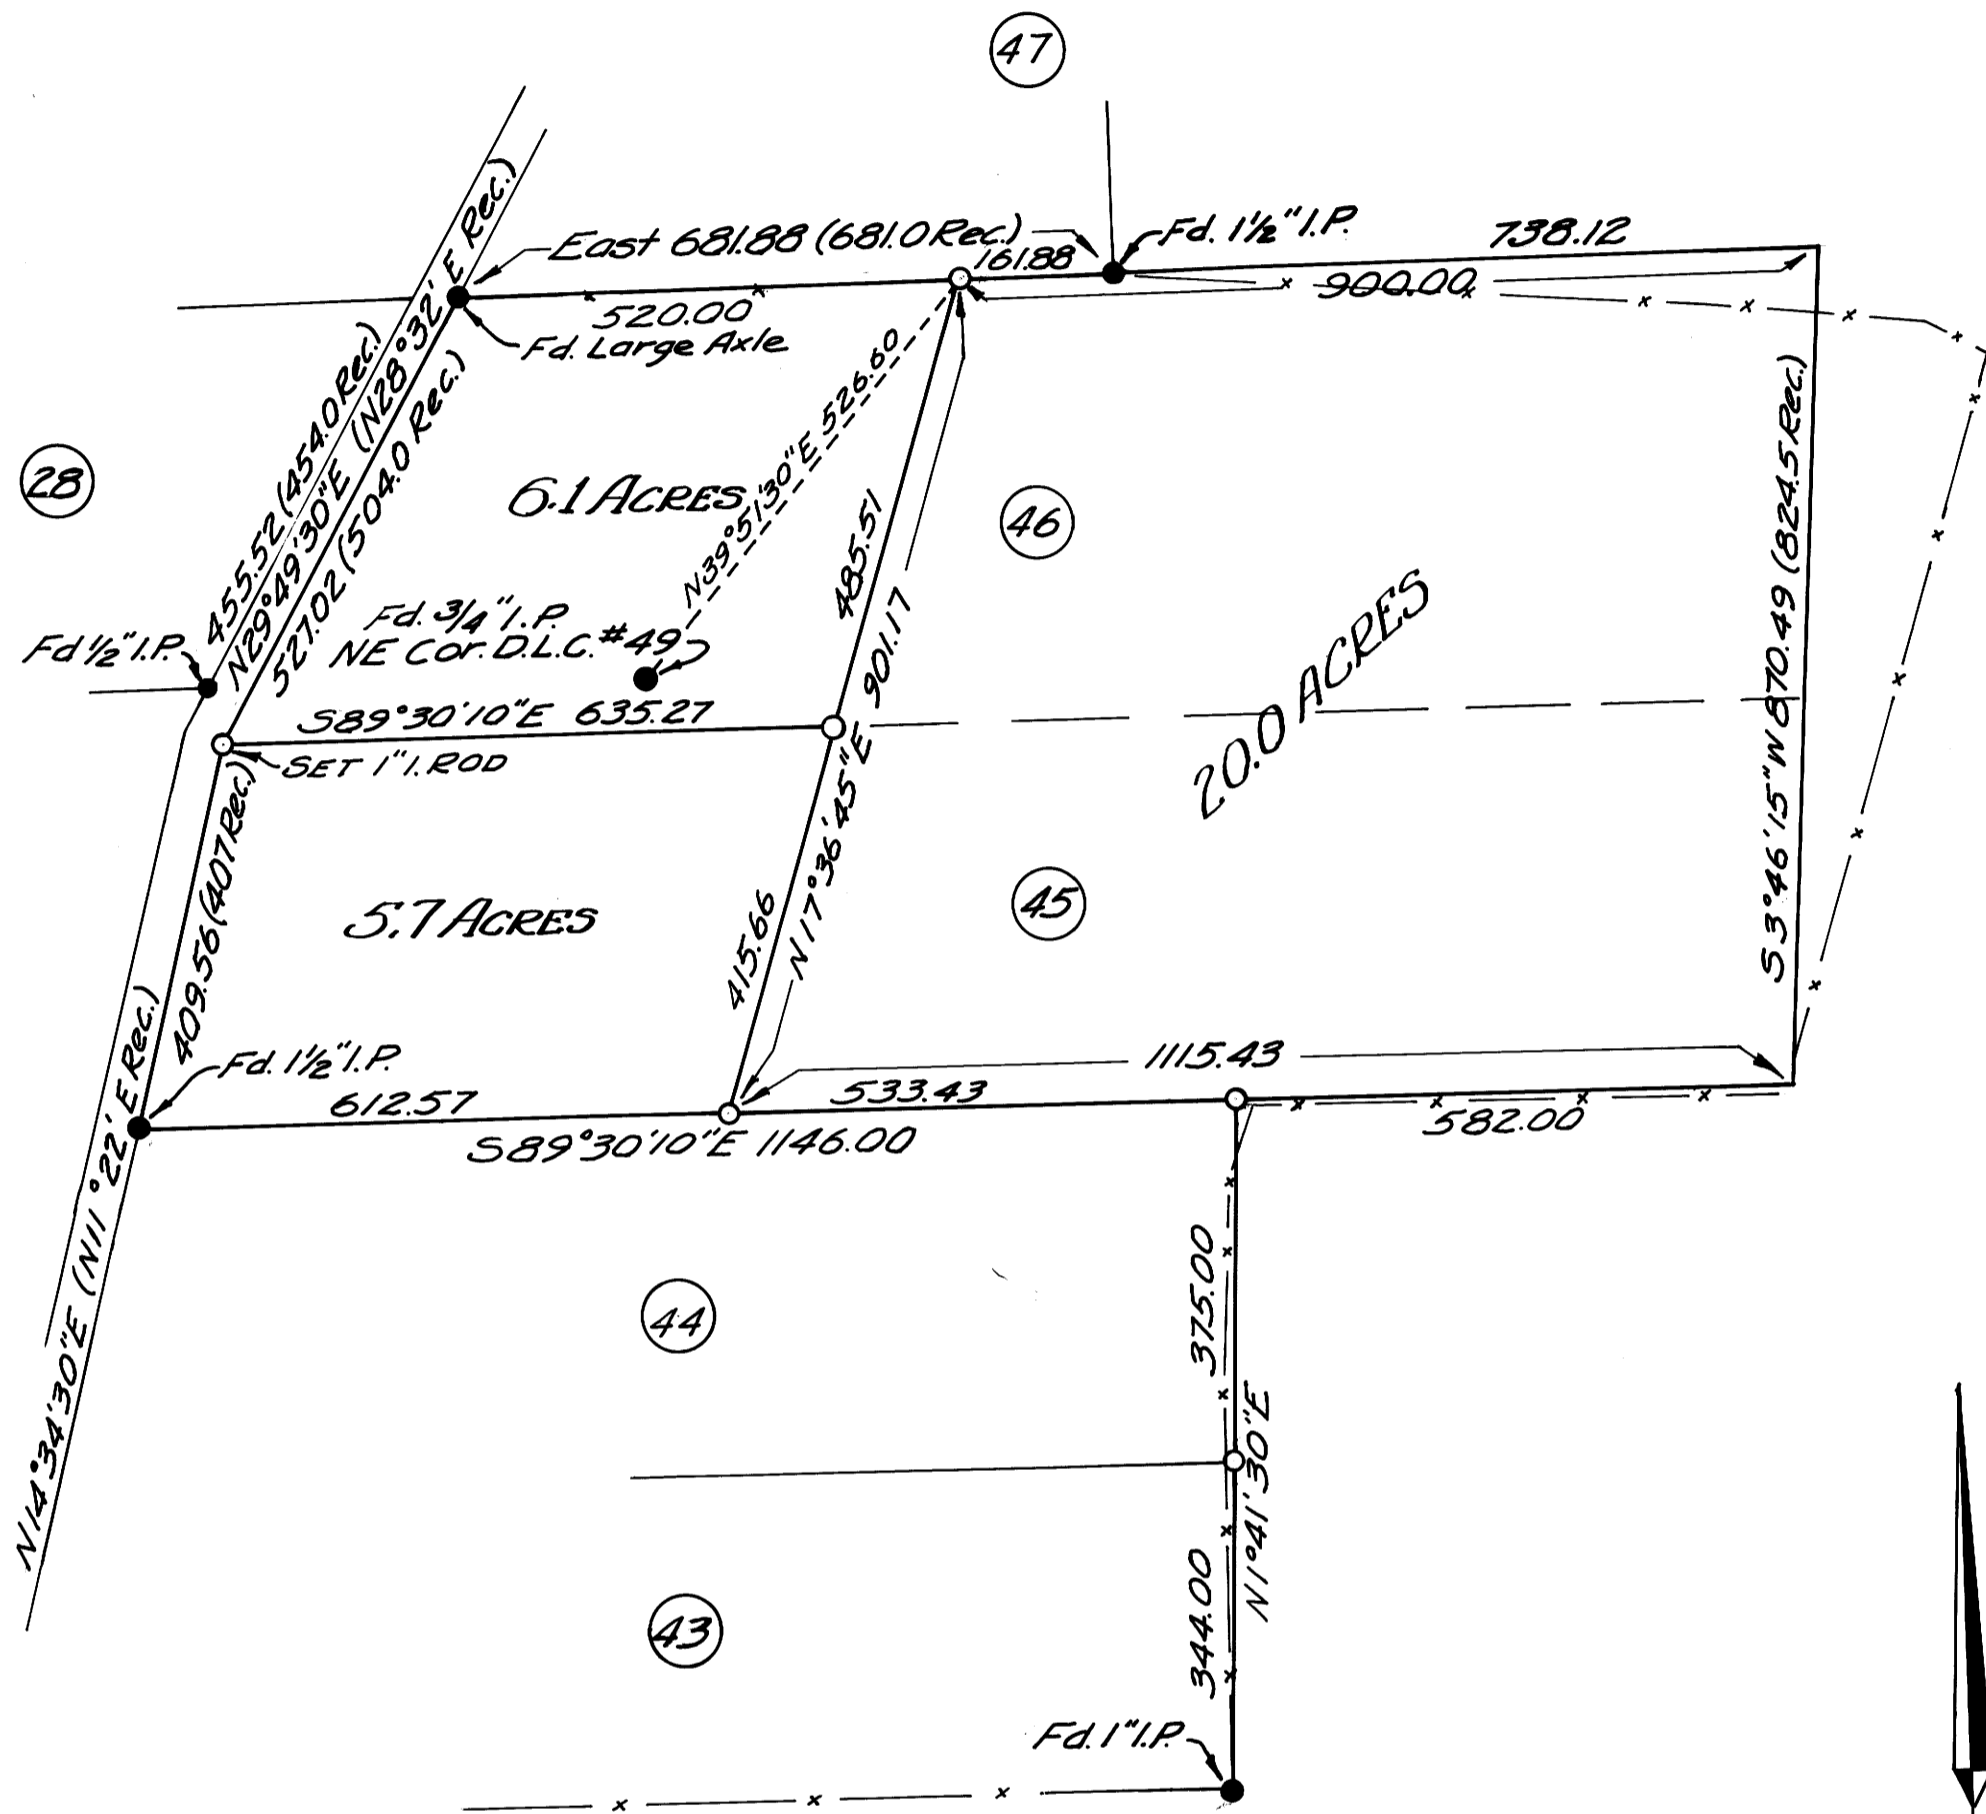 47
East 681.88 (681.0 Rec.)
Fd. 1½" I.P.
738.12
161.88
900.00
520.00
Fd. Large Axle
455.52 (454.0 Rec.)
N29°49'30"E (N28°32' E Rec.)
527.02 (504.0 Rec.)
N39°51'30"E 526.60
28
6.1 ACRES
485.51
46
901.17
N17°36'45"E
20.0 ACRES
S3°46'15"W 870.49 (824.5 Rec.)
Fd ½" I.P.
Fd. 3/4" I.P.
NE Cor. D.L.C. #49
S89°30'10"E 635.27
SET 1" I. ROD
409.56 (407 Rec.)
5.7 ACRES
415.66
45
Fd. 1½" I.P.
1115.43
612.57
533.43
582.00
S89°30'10"E 1146.00
N14°34'30"E (N11°22' E Rec.)
44
375.00
N1°41'30"E
43
344.00
Fd. 1" I.P.